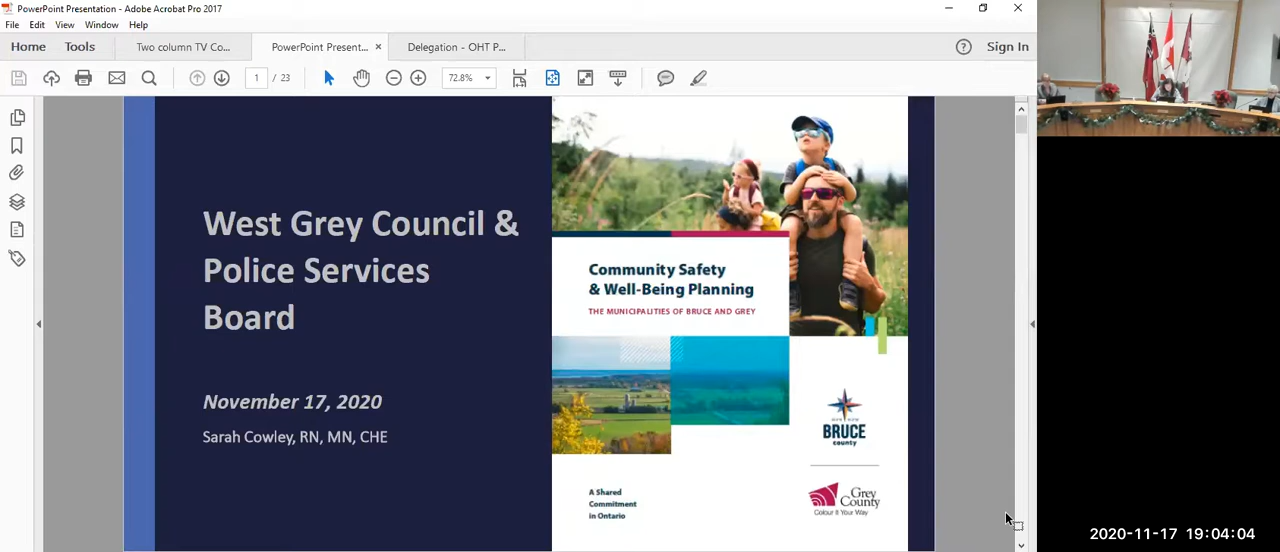 PowerPoint Presentation - Adobe Acrobat Pro 2017
File Edit View Window Help
Home Tools Two column TV Co... PowerPoint Present... × Delegation - OHT P... Sign In
1 / 23 72.8%
West Grey Council &
Police Services
Board
November 17, 2020
Sarah Cowley, RN, MN, CHE
Community Safety
& Well-Being Planning
THE MUNICIPALITIES OF BRUCE AND GREY
BRUCE
county
Grey
County
Colour It Your Way
A Shared
Commitment
in Ontario
2020-11-17 19:04:04